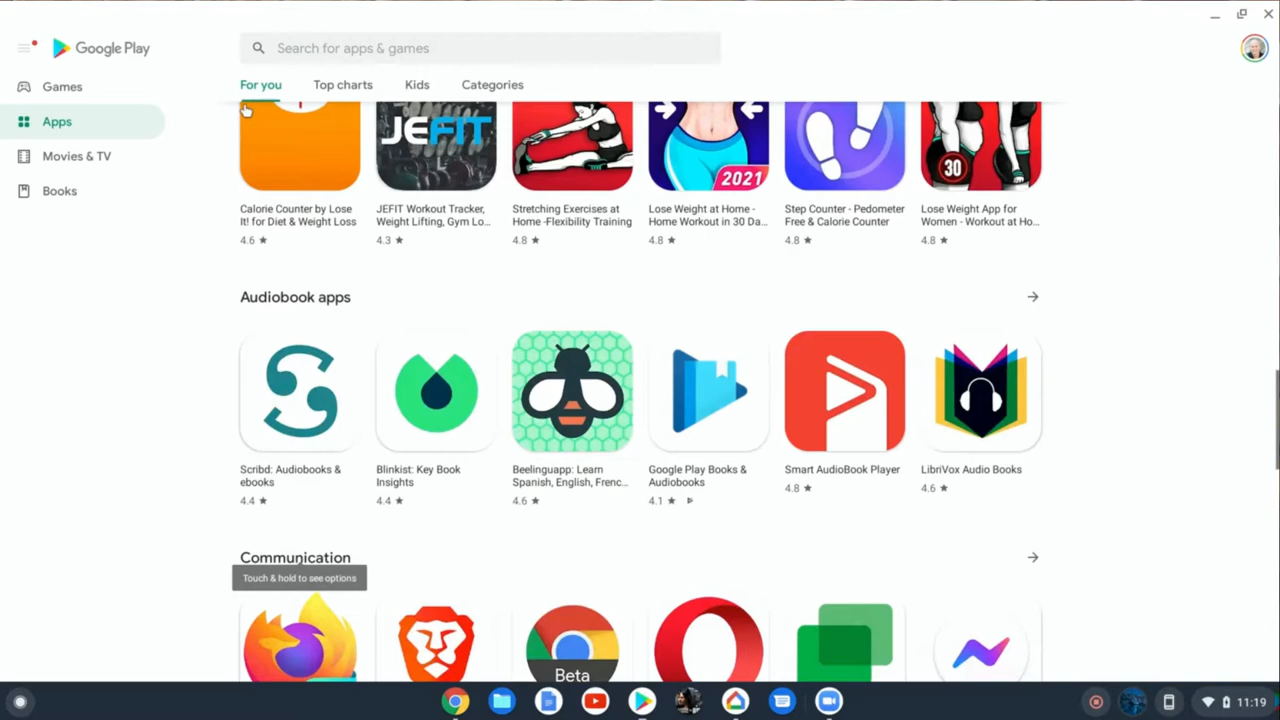 Google Play
Search for apps & games
Games
Apps
Movies & TV
Books
For you
Top charts
Kids
Categories
JEFIT
2021
30
Calorie Counter by Lose
It! for Diet & Weight Loss
4.6 ★
JEFIT Workout Tracker,
Weight Lifting, Gym Lo...
4.3 ★
Stretching Exercises at
Home -Flexibility Training
4.8 ★
Lose Weight at Home -
Home Workout in 30 Da...
4.8 ★
Step Counter - Pedometer
Free & Calorie Counter
4.8 ★
Lose Weight App for
Women - Workout at Ho...
4.8 ★
Audiobook apps
Scribd: Audiobooks &
ebooks
4.4 ★
Blinkist: Key Book
Insights
4.4 ★
Beelinguapp: Learn
Spanish, English, Frenc...
4.6 ★
Google Play Books &
Audiobooks
4.1 ★
Smart AudioBook Player
4.8 ★
LibriVox Audio Books
4.6 ★
Communication
Touch & hold to see options
Beta
11:19